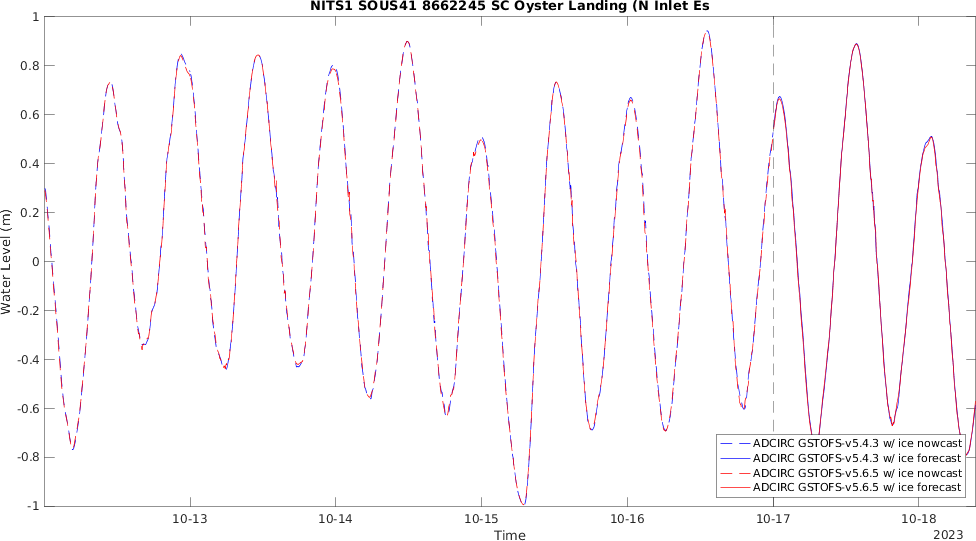 NITS1 SOUS41 8662245 SC Oyster Landing (N Inlet Es
Water Level (m)
1
0.8
0.6
0.4
0.2
0
-0.2
-0.4
-0.6
-0.8
-1
ADCIRC GSTOFS-v5.4.3 w/ ice nowcast
ADCIRC GSTOFS-v5.4.3 w/ ice forecast
ADCIRC GSTOFS-v5.6.5 w/ ice nowcast
ADCIRC GSTOFS-v5.6.5 w/ ice forecast
10-13 10-14 10-15 10-16 10-17 10-18
Time
2023